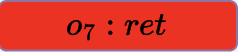 o₇ : ret